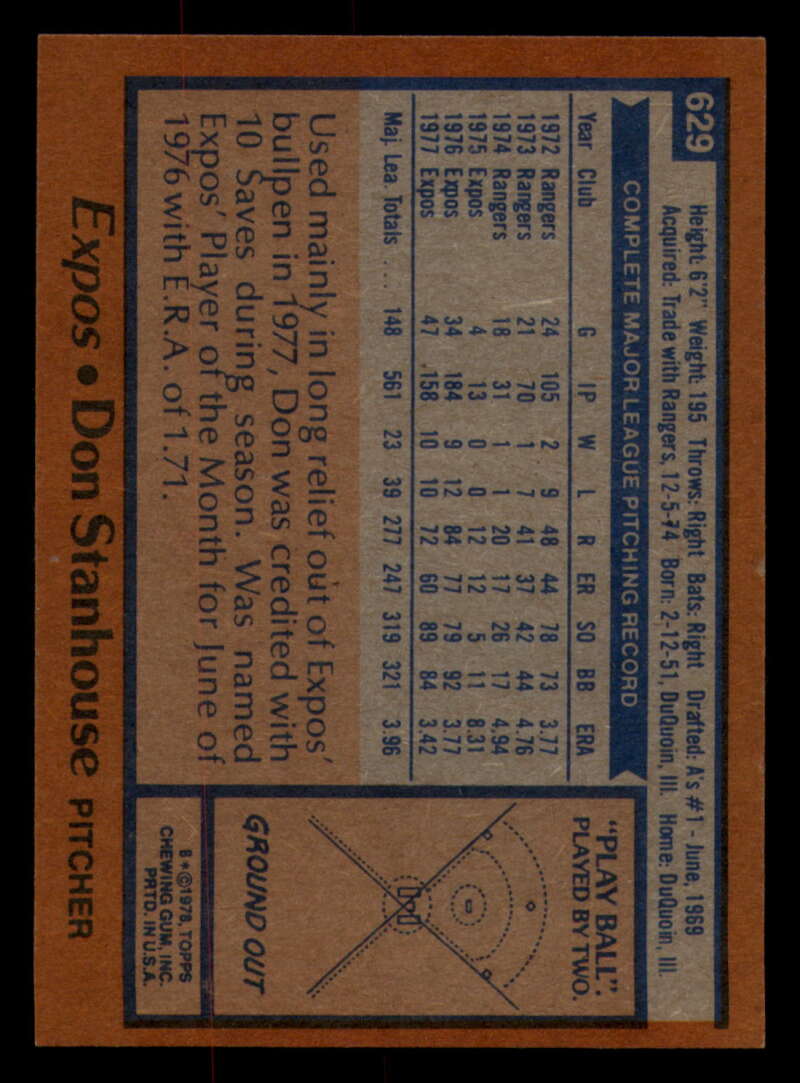 629
Height: 6'2" Weight: 195 Throws: Right Bats: Right Drafted: A's #1 - June, 1969
Acquired: Trade with Rangers, 12-5-74 Born: 2-12-51, DuQuoin, Ill. Home: DuQuoin, Ill.
COMPLETE MAJOR LEAGUE PITCHING RECORD
Year Club G IP W L R ER SO BB ERA
1972 Rangers 24 105 2 9 48 44 78 73 3.77
1973 Rangers 21 70 1 7 41 37 42 44 4.76
1974 Rangers 18 31 1 1 20 17 26 17 4.94
1975 Expos 4 13 0 0 12 12 5 11 8.31
1976 Expos 34 184 9 12 84 77 79 92 3.77
1977 Expos 47 158 10 10 72 60 89 84 3.42
Maj. Lea. Totals ... 148 561 23 39 277 247 319 321 3.96
Used mainly in long relief out of Expos'
bullpen in 1977, Don was credited with
10 Saves during season. Was named
Expos' Player of the Month for June of
1976 with E.R.A. of 1.71.
"PLAY BALL":
PLAYED BY TWO.
GROUND OUT
B*©1978, TOPPS
CHEWING GUM, INC.
PRTD. IN U.S.A.
Expos • Don Stanhouse PITCHER